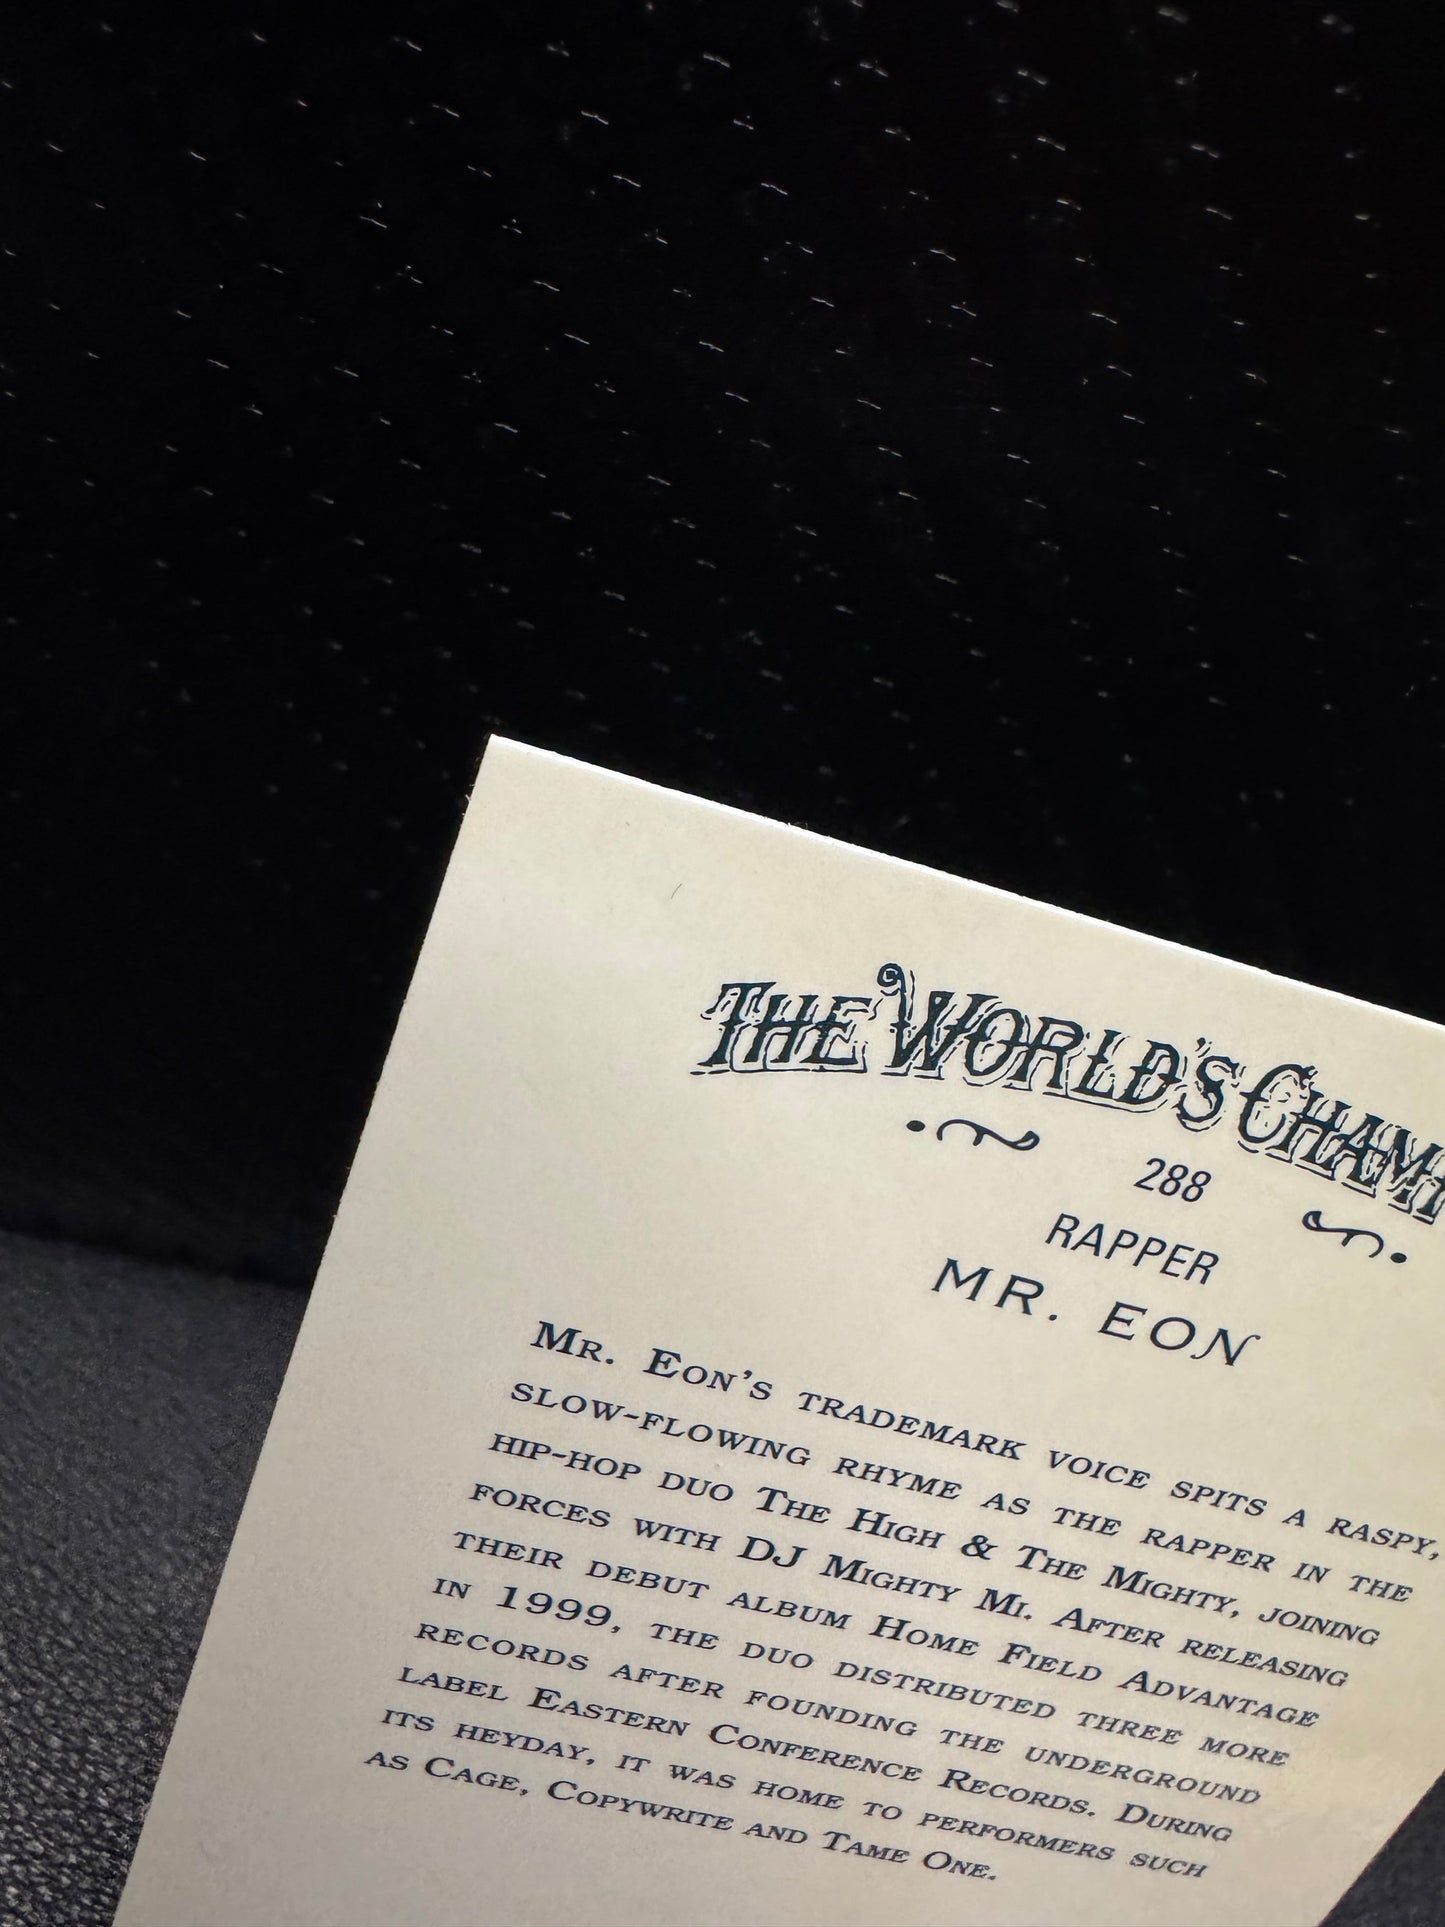 THE WORLD'S CHAM
288
RAPPER
MR. EON
MR. EON'S TRADEMARK VOICE SPITS A RASPY,
SLOW-FLOWING RHYME AS THE RAPPER IN THE
HIP-HOP DUO THE HIGH & THE MIGHTY, JOINING
FORCES WITH DJ MIGHTY MI. AFTER RELEASING
THEIR DEBUT ALBUM HOME FIELD ADVANTAGE
IN 1999, THE DUO DISTRIBUTED THREE MORE
RECORDS AFTER FOUNDING THE UNDERGROUND
LABEL EASTERN CONFERENCE RECORDS. DURING
ITS HEYDAY, IT WAS HOME TO PERFORMERS SUCH
AS CAGE, COPYWRITE AND TAME ONE.